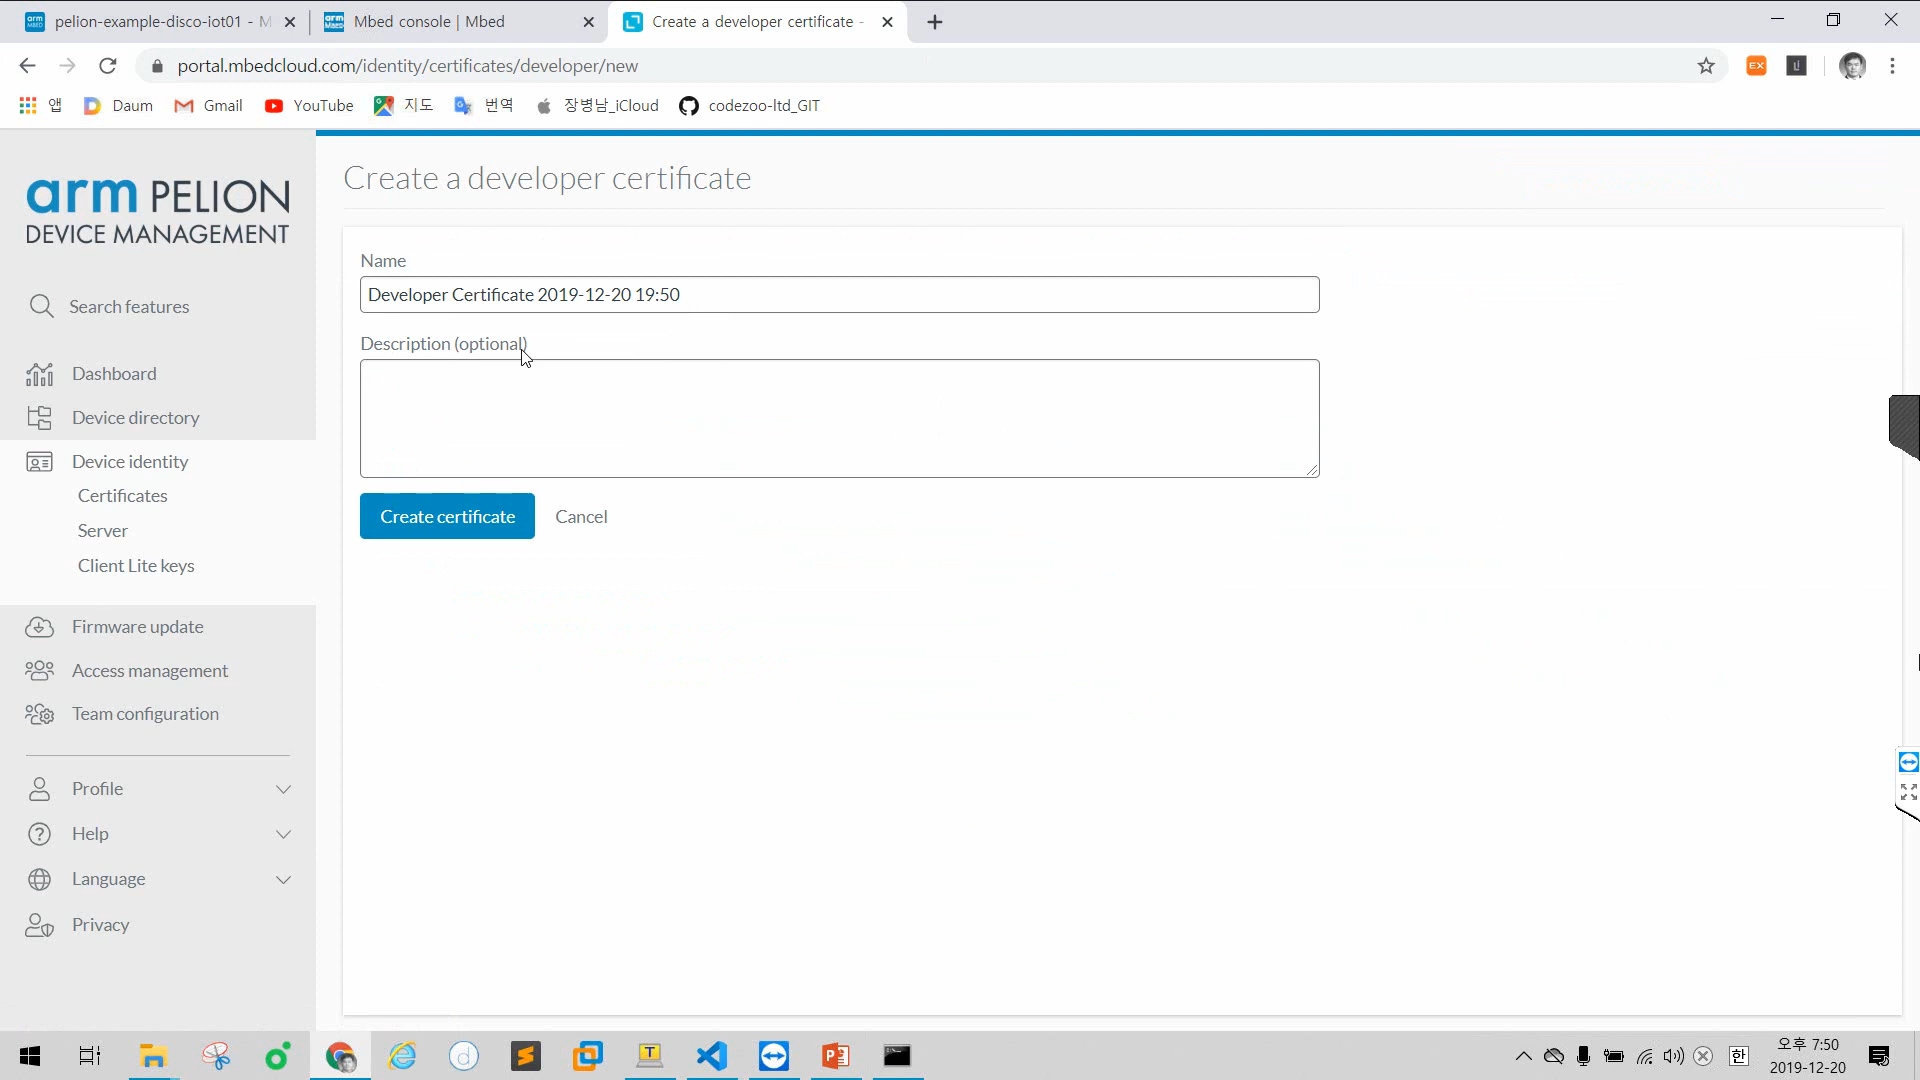 pelion-example-disco-iot01 - M
Mbed console | Mbed
Create a developer certificate -
portal.mbedcloud.com/identity/certificates/developer/new
앱
Daum
Gmail
YouTube
지도
번역
장병남_iCloud
codezoo-ltd_GIT
arm PELION
DEVICE MANAGEMENT
Search features
Dashboard
Device directory
Device identity
Certificates
Server
Client Lite keys
Firmware update
Access management
Team configuration
Profile
Help
Language
Privacy
Create a developer certificate
Name
Developer Certificate 2019-12-20 19:50
Description (optional)
Create certificate
Cancel
한
오후 7:50
2019-12-20